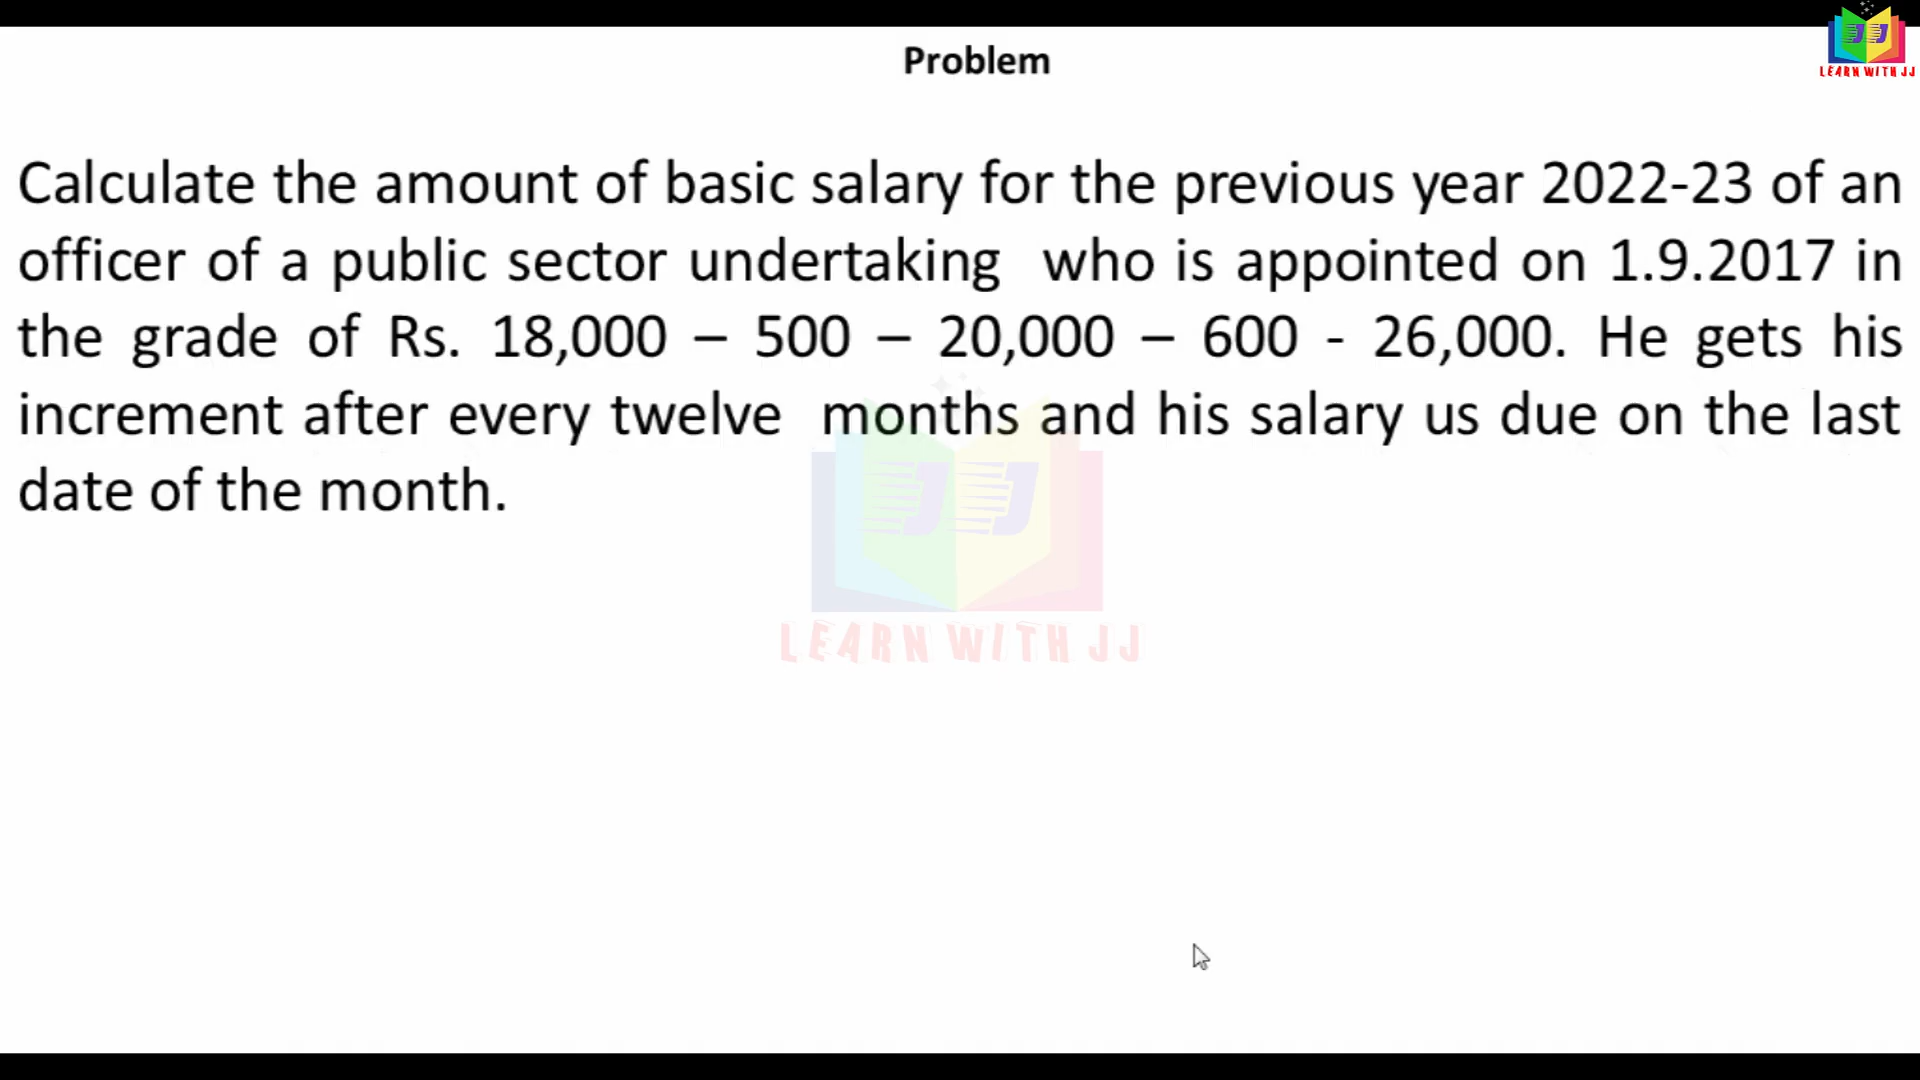 Problem
LEARN WITH JJ
Calculate the amount of basic salary for the previous year 2022-23 of an
officer of a public sector undertaking who is appointed on 1.9.2017 in
the grade of Rs. 18,000 – 500 – 20,000 – 600 - 26,000. He gets his
increment after every twelve months and his salary us due on the last
date of the month.
JJ
LEARN WITH JJ